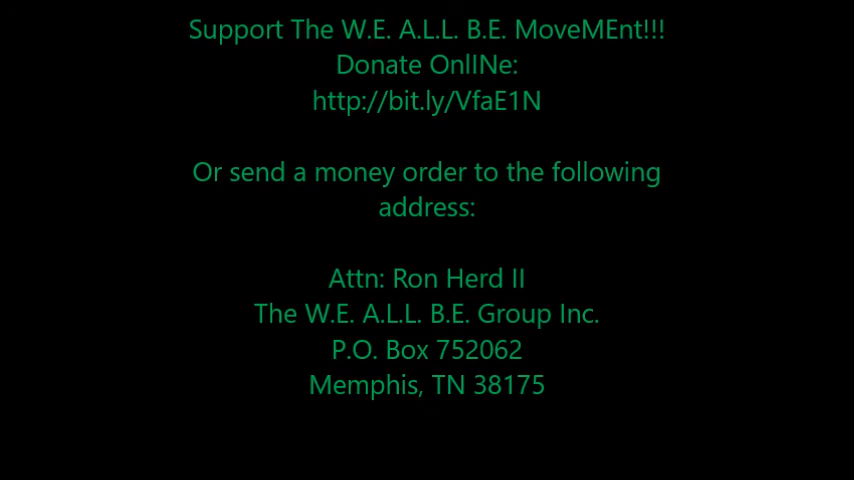 Support The W.E. A.L.L. B.E. MoveMEnt!!!
Donate OnlINe:
http://bit.ly/VfaE1N
Or send a money order to the following
address:
Attn: Ron Herd II
The W.E. A.L.L. B.E. Group Inc.
P.O. Box 752062
Memphis, TN 38175